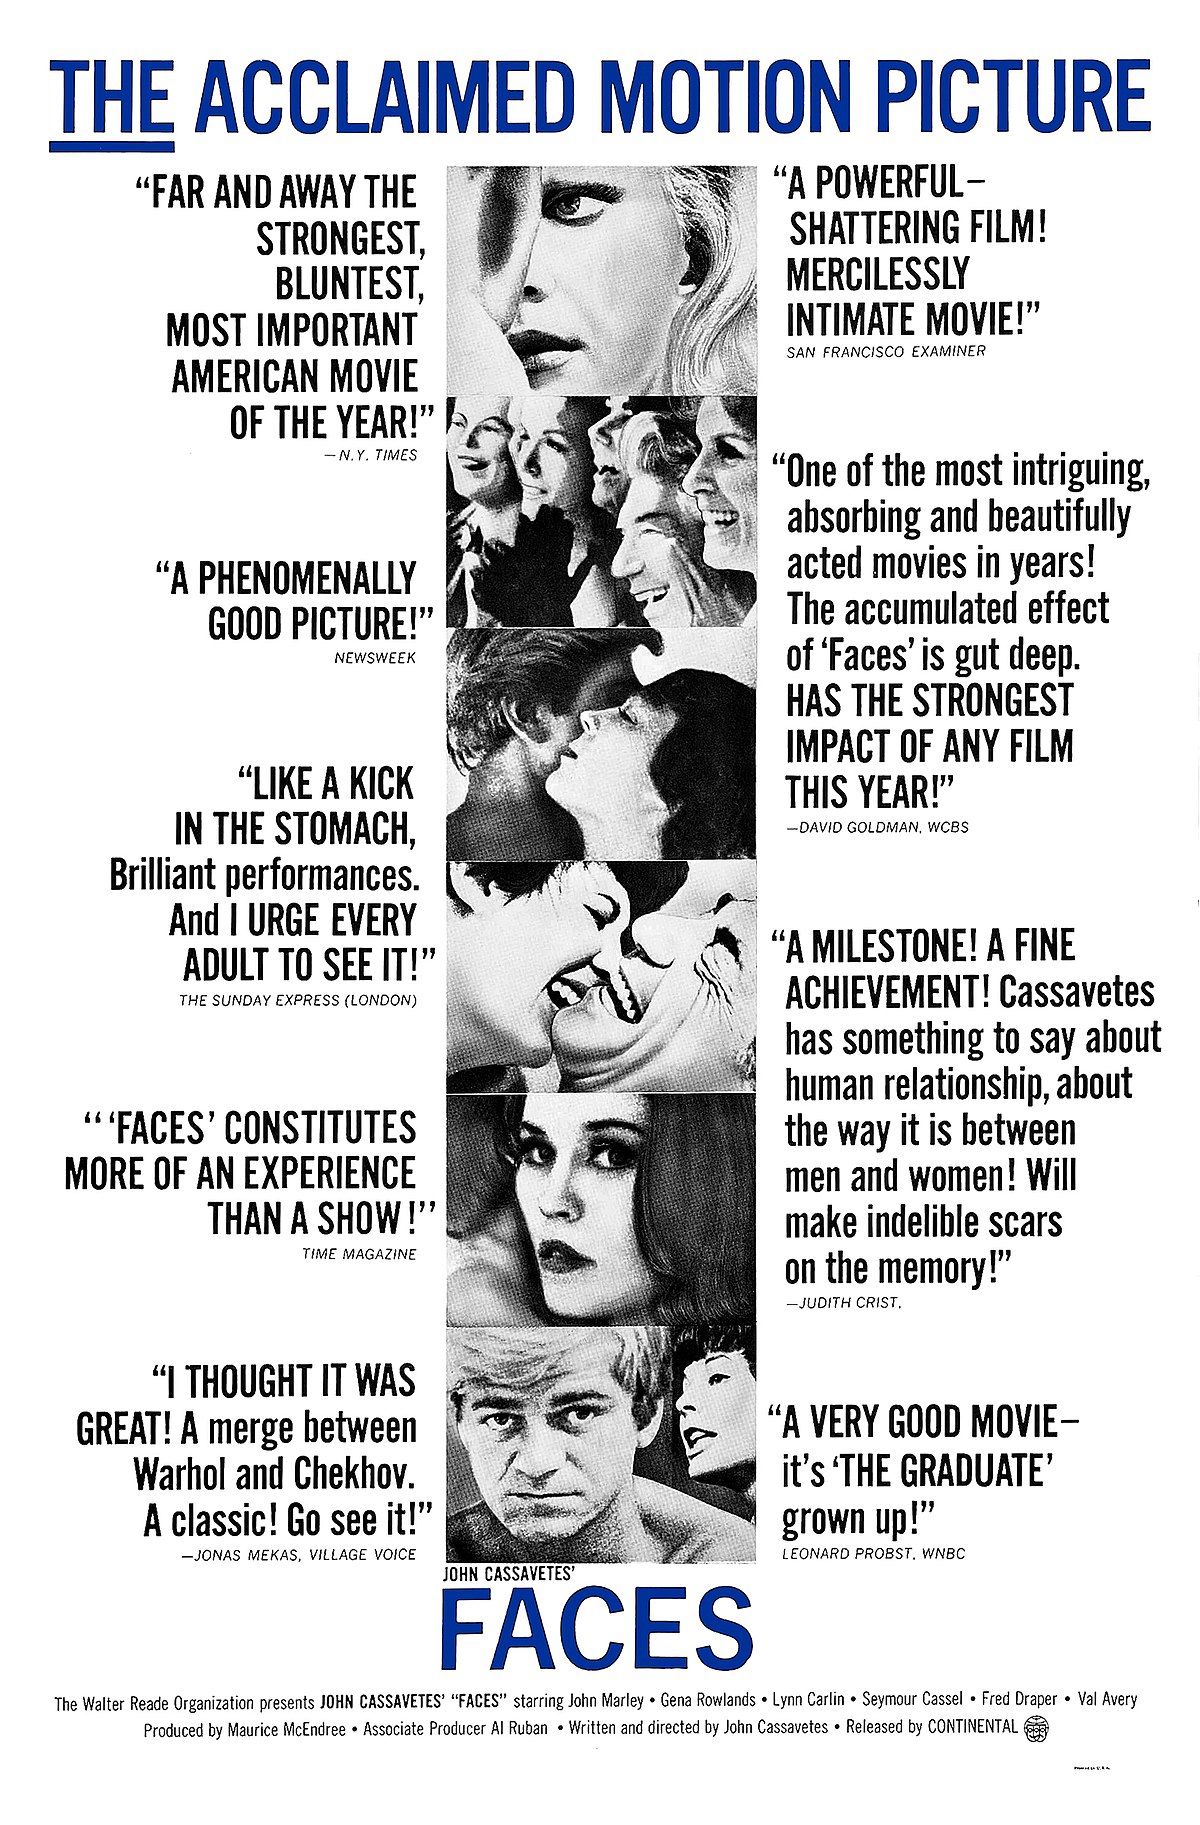 THE ACCLAIMED MOTION PICTURE
“FAR AND AWAY THE
STRONGEST,
BLUNTEST,
MOST IMPORTANT
AMERICAN MOVIE
OF THE YEAR!”
—N.Y. TIMES
“A PHENOMENALLY
GOOD PICTURE!”
NEWSWEEK
“LIKE A KICK
IN THE STOMACH,
Brilliant performances.
And I URGE EVERY
ADULT TO SEE IT!”
THE SUNDAY EXPRESS (LONDON)
“ ‘FACES’ CONSTITUTES
MORE OF AN EXPERIENCE
THAN A SHOW!”
TIME MAGAZINE
“I THOUGHT IT WAS
GREAT! A merge between
Warhol and Chekhov.
A classic! Go see it!”
—JONAS MEKAS, VILLAGE VOICE
“A POWERFUL—
SHATTERING FILM!
MERCILESSLY
INTIMATE MOVIE!”
SAN FRANCISCO EXAMINER
“One of the most intriguing,
absorbing and beautifully
acted movies in years!
The accumulated effect
of ‘Faces’ is gut deep.
HAS THE STRONGEST
IMPACT OF ANY FILM
THIS YEAR!”
—DAVID GOLDMAN, WCBS
“A MILESTONE! A FINE
ACHIEVEMENT! Cassavetes
has something to say about
human relationship, about
the way it is between
men and women! Will
make indelible scars
on the memory!”
—JUDITH CRIST.
“A VERY GOOD MOVIE—
it’s ‘THE GRADUATE’
grown up!”
LEONARD PROBST, WNBC
JOHN CASSAVETES’
FACES
The Walter Reade Organization presents JOHN CASSAVETES’ “FACES” starring John Marley • Gena Rowlands • Lynn Carlin • Seymour Cassel • Fred Draper • Val Avery
Produced by Maurice McEndree • Associate Producer Al Ruban • Written and directed by John Cassavetes • Released by CONTINENTAL